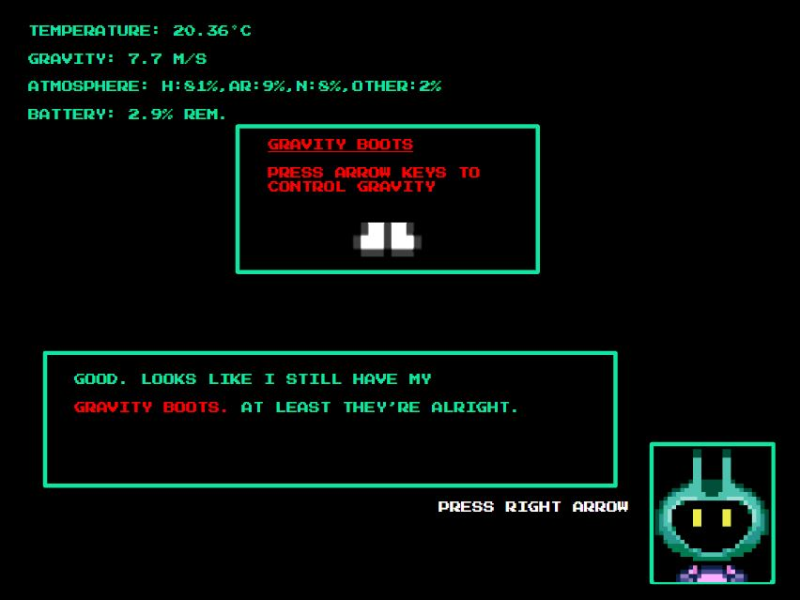 TEMPERATURE: 20.36°C
GRAVITY: 7.7 M/S
ATMOSPHERE: H:81%,AR:9%,N:8%,OTHER:2%
BATTERY: 2.9% REM.
GRAVITY BOOTS
PRESS ARROW KEYS TO
CONTROL GRAVITY
GOOD. LOOKS LIKE I STILL HAVE MY
GRAVITY BOOTS. AT LEAST THEY'RE ALRIGHT.
PRESS RIGHT ARROW